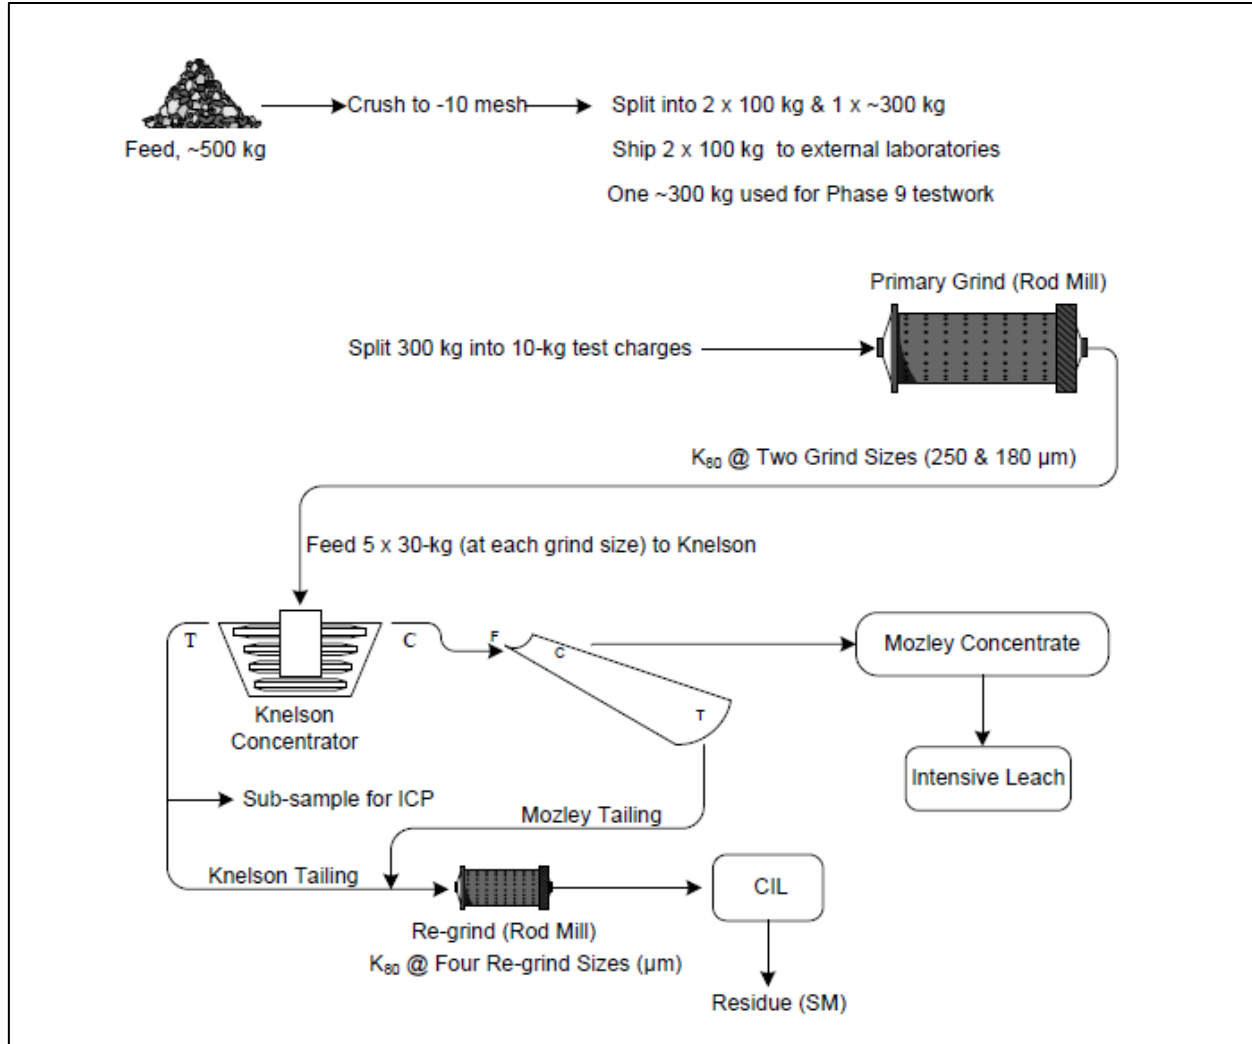 Crush to -10 mesh
Split into 2 x 100 kg & 1 x ~300 kg
Feed, ~500 kg
Ship 2 x 100 kg to external laboratories
One ~300 kg used for Phase 9 testwork
Primary Grind (Rod Mill)
Split 300 kg into 10-kg test charges
K80 @ Two Grind Sizes (250 & 180 µm)
Feed 5 x 30-kg (at each grind size) to Knelson
T
C
F
C
T
Mozley Concentrate
Knelson
Concentrator
Intensive Leach
Sub-sample for ICP
Mozley Tailing
Knelson Tailing
CIL
Re-grind (Rod Mill)
K80 @ Four Re-grind Sizes (µm)
Residue (SM)